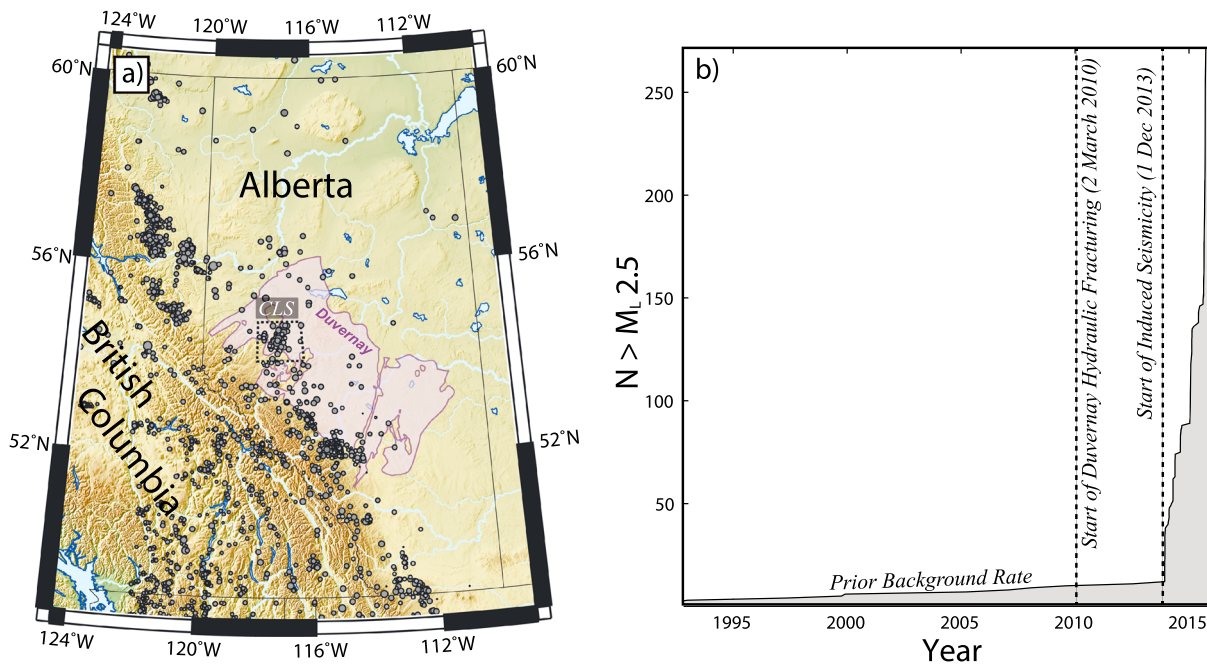 124°W
120°W
116°W
112°W
60°N
a)
60°N
Alberta
56°N
56°N
CLS
Duvernay
British
Columbia
52°N
52°N
124°W
120°W
116°W
112°W
b)
N > ML 2.5
250
200
150
100
50
Start of Duvernay Hydraulic Fracturing (2 March 2010)
Start of Induced Seismicity (1 Dec 2013)
Prior Background Rate
1995
2000
2005
2010
2015
Year